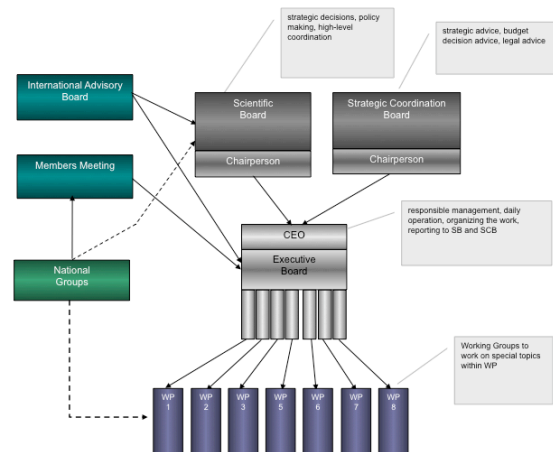 strategic decisions, policy
making, high-level
coordination
strategic advice, budget
decision advice, legal advice
International Advisory
Board
Scientific
Board
Strategic Coordination
Board
Members Meeting
Chairperson
Chairperson
responsible management, daily
operation, organizing the work,
reporting to SB and SCB
CEO
Executive
Board
National
Groups
Working Groups to
work on special topics
within WP
WP
1
WP
2
WP
3
WP
5
WP
6
WP
7
WP
8